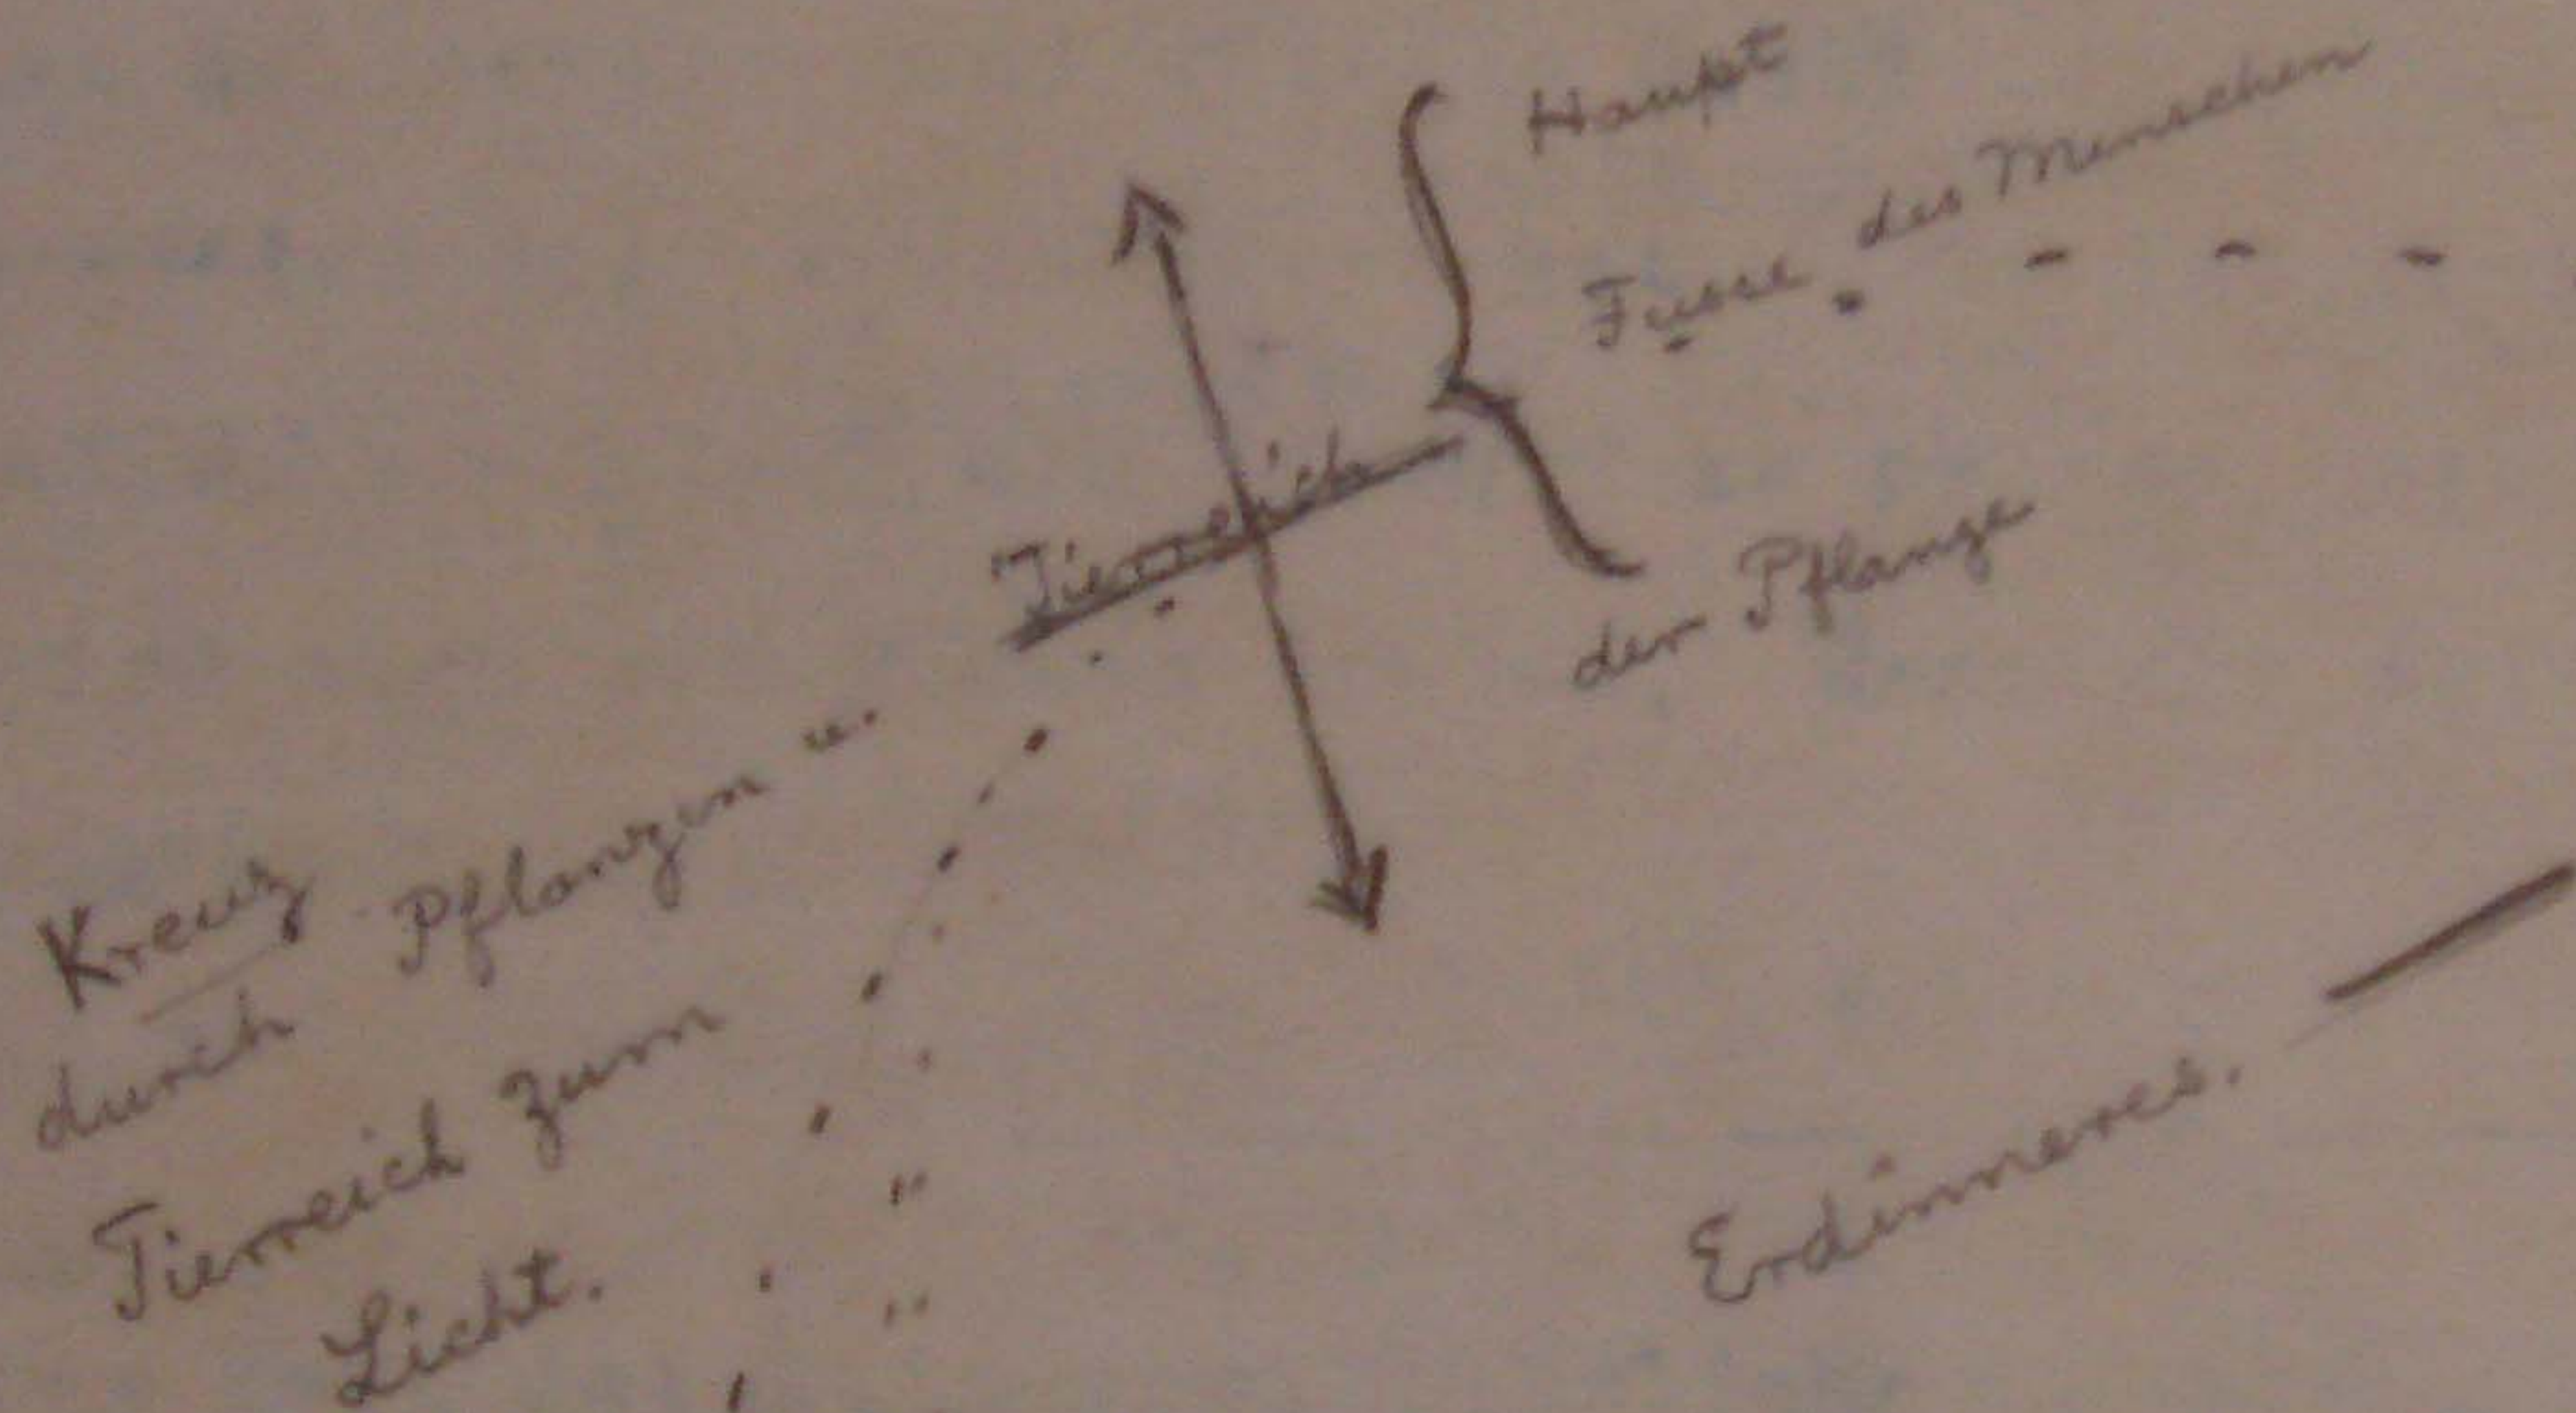 Haupt
Füsse des Menschen
Tierreich
der Pflanze
Kreuz
durch Pflanzen u.
Tierreich zum
Licht.
Erdinneres.